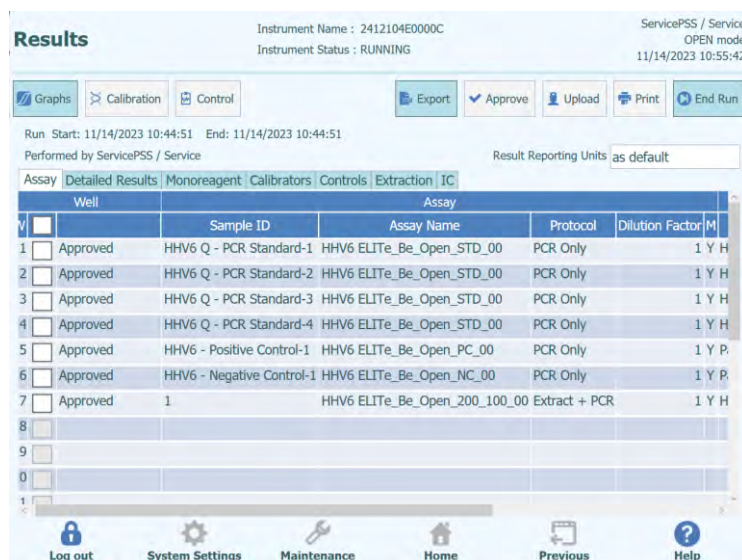 Results
Instrument Name : 2412104E0000C
Instrument Status : RUNNING
ServicePSS / Service
OPEN mode
11/14/2023 10:55:42
Graphs Calibration Control Export Approve Upload Print End Run
Run Start: 11/14/2023 10:44:51 End: 11/14/2023 10:44:51
Performed by ServicePSS / Service
Result Reporting Units as default
Assay Detailed Results Monoreagent Calibrators Controls Extraction IC
Well Assay
W Sample ID Assay Name Protocol Dilution Factor M
1 Approved HHV6 Q - PCR Standard-1 HHV6 ELITe_Be_Open_STD_00 PCR Only 1 Y H
2 Approved HHV6 Q - PCR Standard-2 HHV6 ELITe_Be_Open_STD_00 PCR Only 1 Y H
3 Approved HHV6 Q - PCR Standard-3 HHV6 ELITe_Be_Open_STD_00 PCR Only 1 Y H
4 Approved HHV6 Q - PCR Standard-4 HHV6 ELITe_Be_Open_STD_00 PCR Only 1 Y H
5 Approved HHV6 - Positive Control-1 HHV6 ELITe_Be_Open_PC_00 PCR Only 1 Y P
6 Approved HHV6 - Negative Control-1 HHV6 ELITe_Be_Open_NC_00 PCR Only 1 Y P
7 Approved 1 HHV6 ELITe_Be_Open_200_100_00 Extract + PCR 1 Y H
8
9
0
1
Log out System Settings Maintenance Home Previous Help